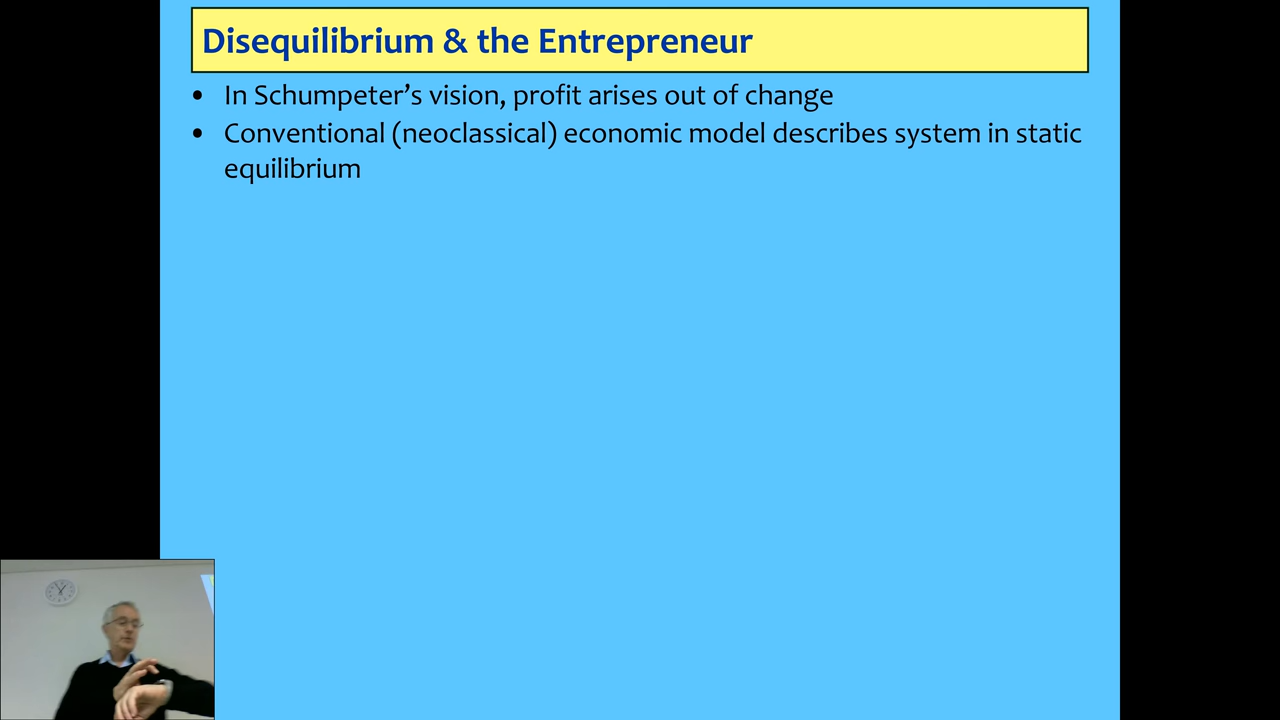 Disequilibrium & the Entrepreneur
• In Schumpeter’s vision, profit arises out of change
• Conventional (neoclassical) economic model describes system in static
equilibrium